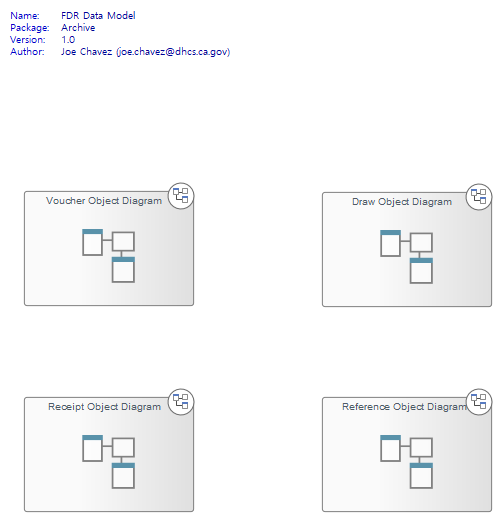 Name: FDR Data Model
Package: Archive
Version: 1.0
Author: Joe Chavez (joe.chavez@dhcs.ca.gov)
Voucher Object Diagram
Draw Object Diagram
Receipt Object Diagram
Reference Object Diagram